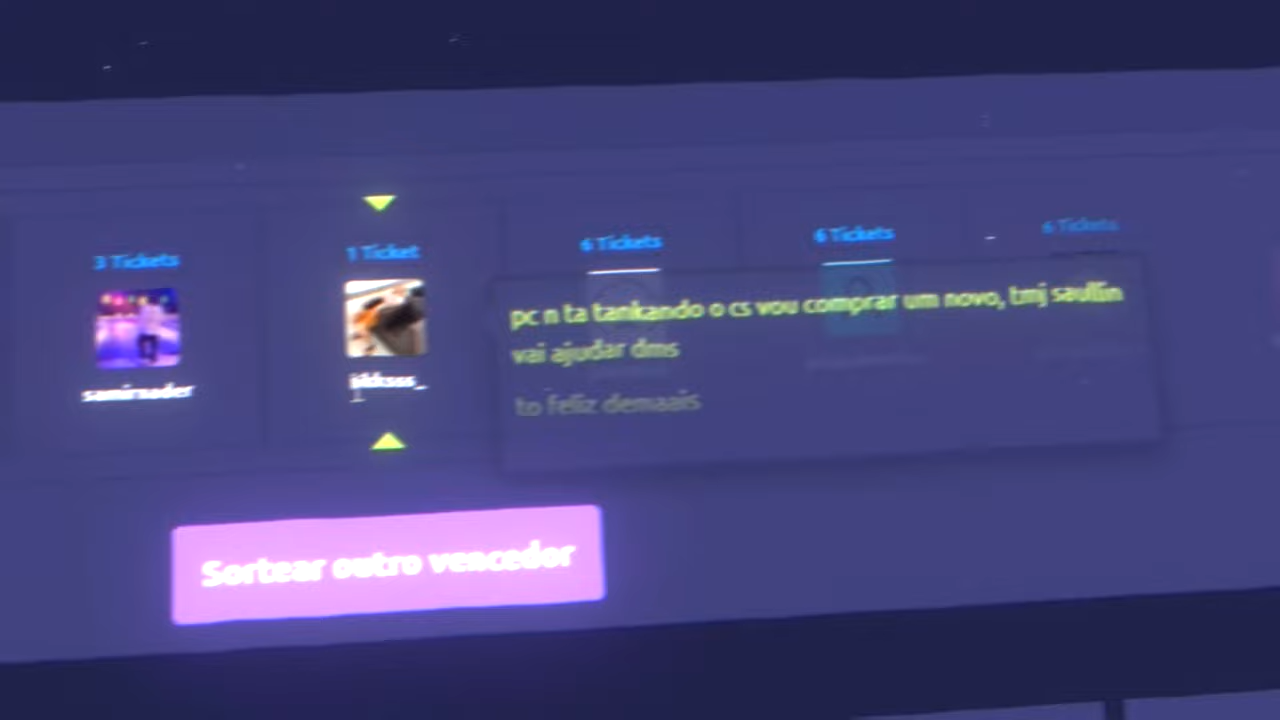 3 Tickets
1 Ticket
6 Tickets
6 Tickets
6 Tickets
samirnader
pc n ta tankando o cs vou comprar um novo, tmj saullin
vai ajudar dms
to feliz demaais
Sortear outro vencedor